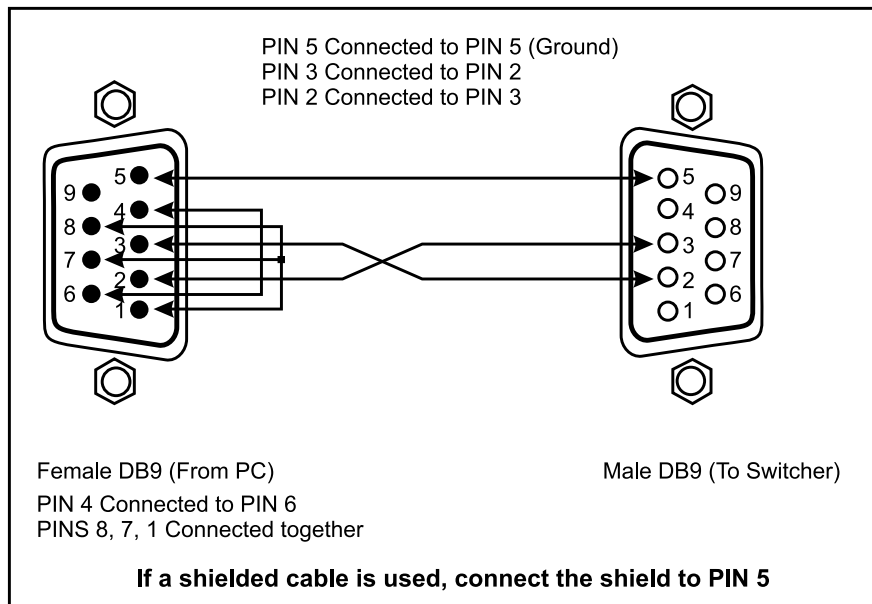 PIN 5 Connected to PIN 5 (Ground)
PIN 3 Connected to PIN 2
PIN 2 Connected to PIN 3
5
9
4
8
3
7
2
6
1
5
9
4
8
3
7
2
6
1
Female DB9 (From PC)
Male DB9 (To Switcher)
PIN 4 Connected to PIN 6
PINS 8, 7, 1 Connected together
If a shielded cable is used, connect the shield to PIN 5